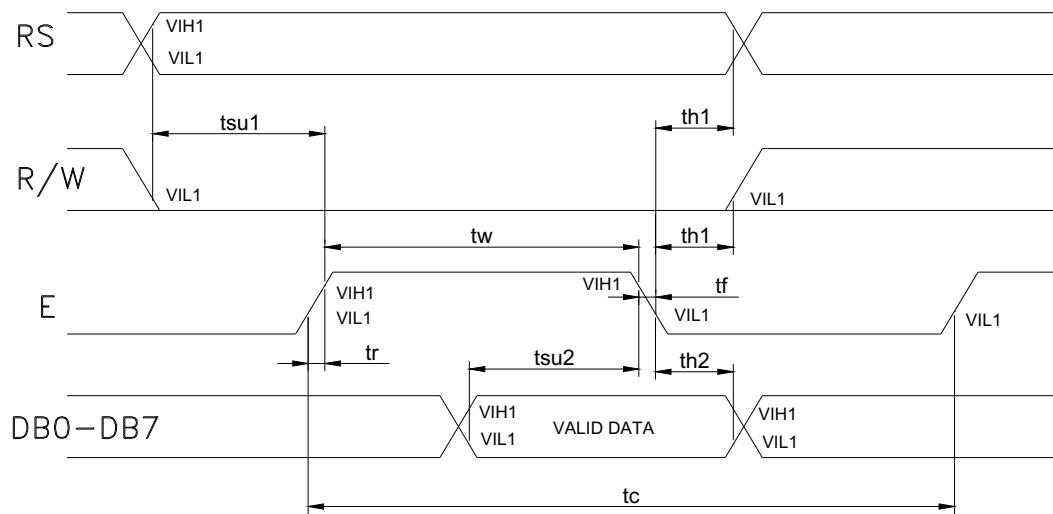 RS
VIH1
VIL1
tsu1
th1
R/W
VIL1
VIL1
tw
th1
E
VIH1
VIL1
VIH1
tf
VIL1
VIL1
tr
tsu2
th2
DB0-DB7
VIH1
VIL1
VALID DATA
VIH1
VIL1
tc